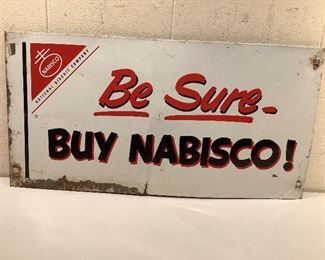 NABISCO
NATIONAL BISCUIT COMPANY
Be Sure-
BUY NABISCO!